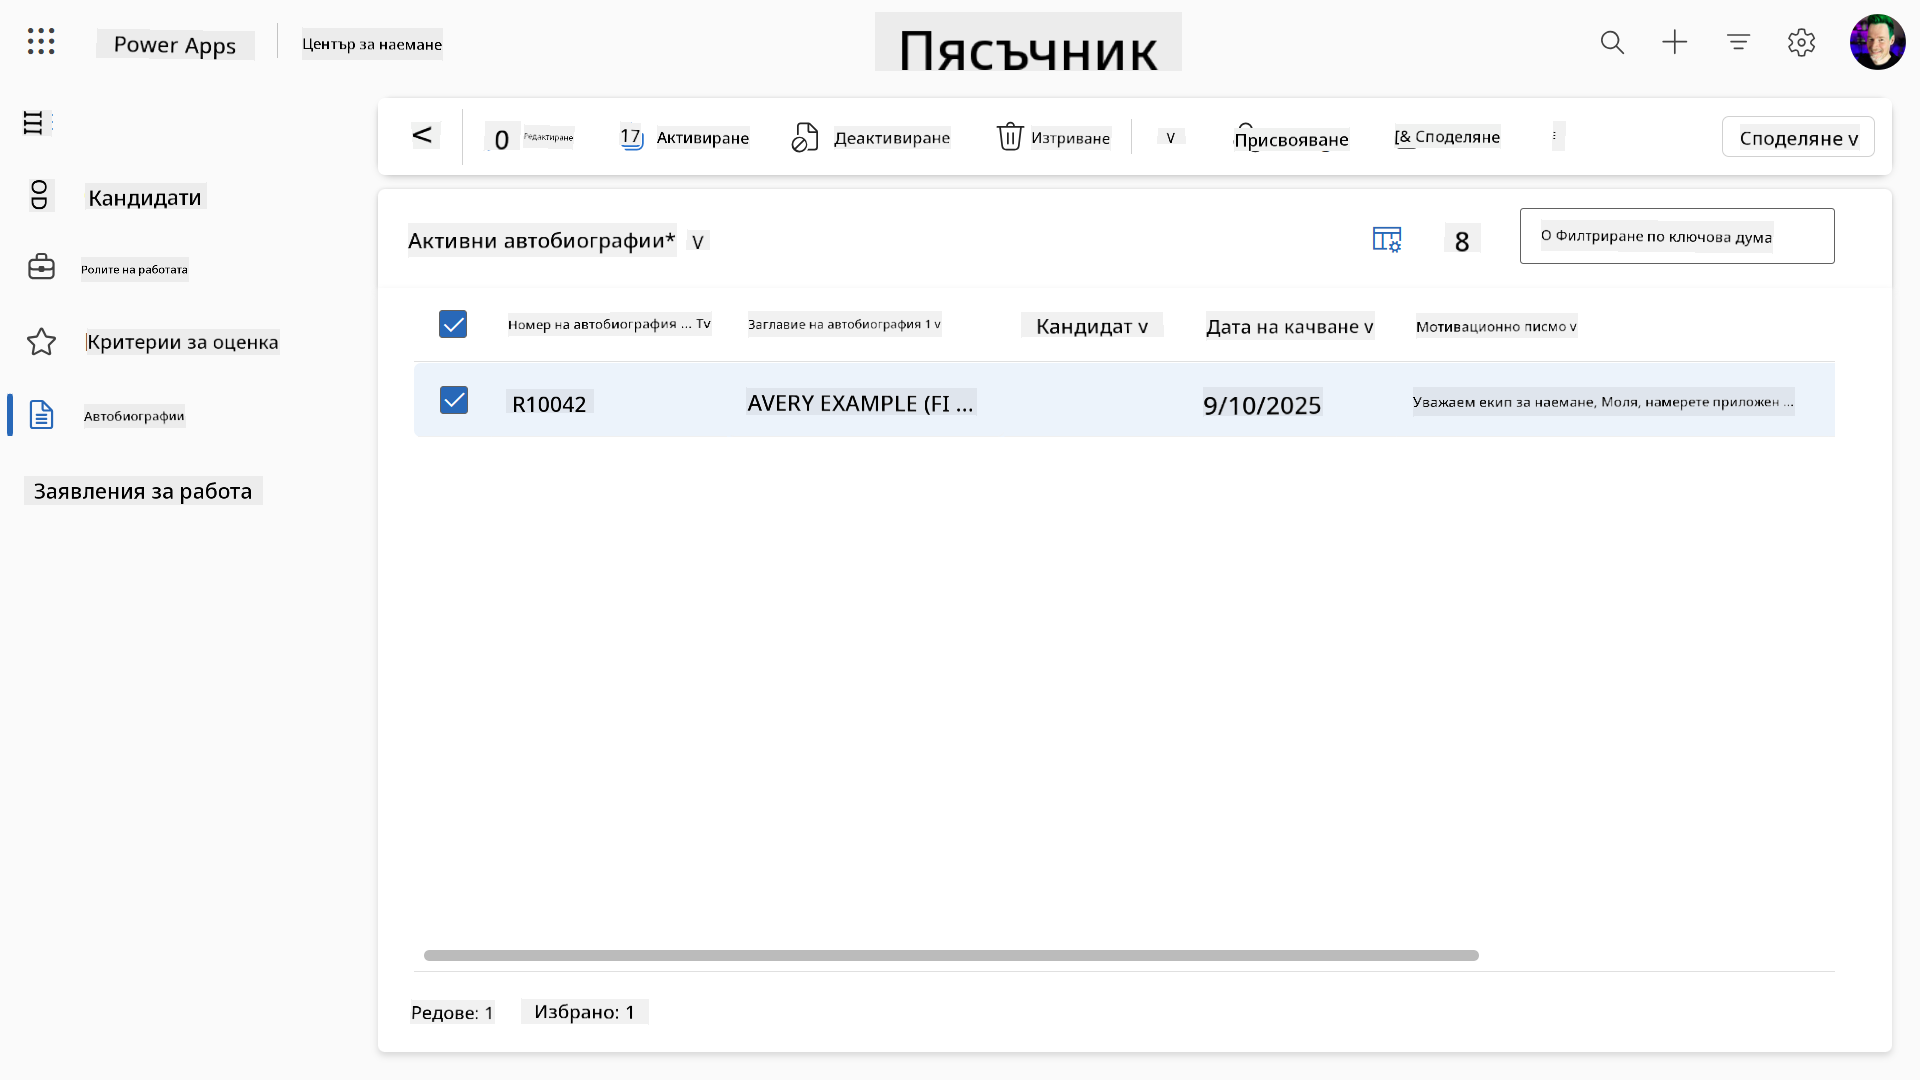 Power Apps
Център за наемане
Пясъчник
Кандидати
Ролите на работата
Критерии за оценка
Автобиографии
Заявления за работа
Редактиране
Активиране
Деактивиране
Изтриване
Присвояване
[& Споделяне
Споделяне v
Активни автобиографии* v
8
О Филтриране по ключова дума
Номер на автобиография ... Tv
Заглавие на автобиография 1 v
Кандидат v
Дата на качване v
Мотивационно писмо v
R10042
AVERY EXAMPLE (FI ...
9/10/2025
Уважаем екип за наемане, Моля, намерете приложен ...
Редове: 1
Избрано: 1